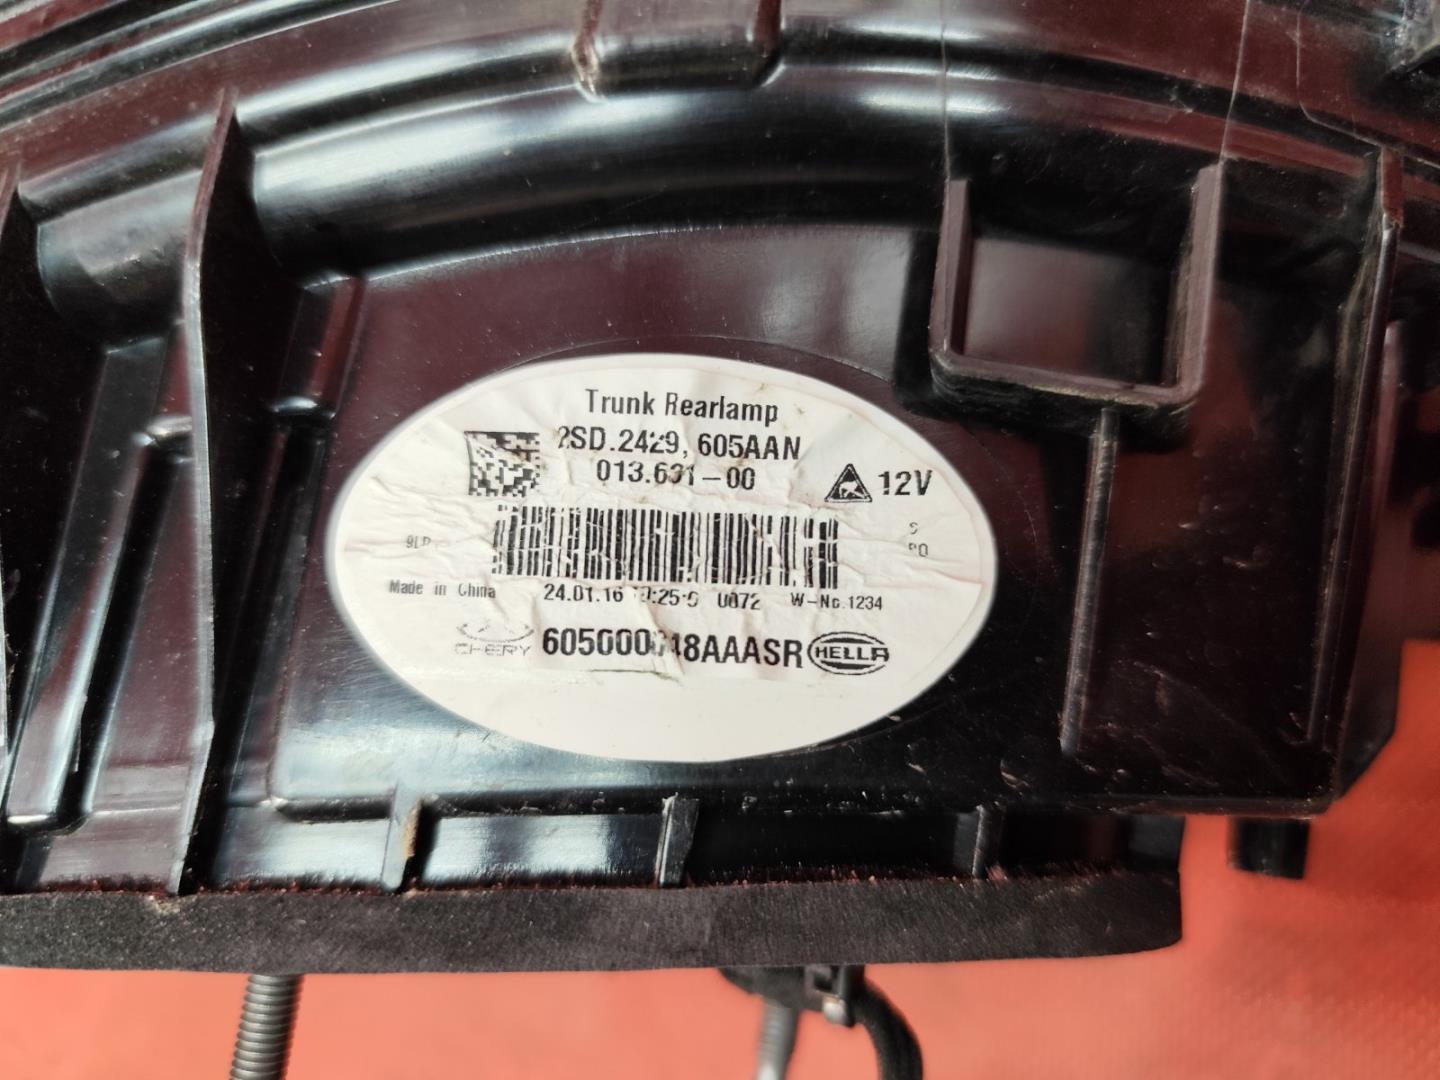 Trunk Rearlamp
2SD.2429, 605AAN
013.631-00
12V
Made in China
24.01.16 0072 W-No.1234
CHERY HELLA